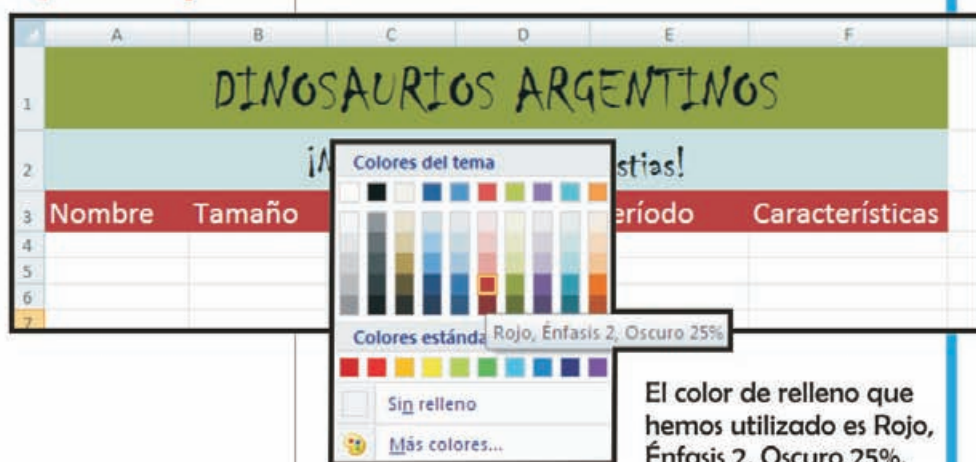 A B C D E F
1 DINOSAURIOS ARGENTINOS
2 stias!
3 Nombre Tamaño eríodo Características
4
5
6
7
Colores del tema
Rojo, Énfasis 2, Oscuro 25%
Colores estánda
Sin relleno
Más colores...
El color de relleno que
hemos utilizado es Rojo,
Énfasis 2, Oscuro 25%.